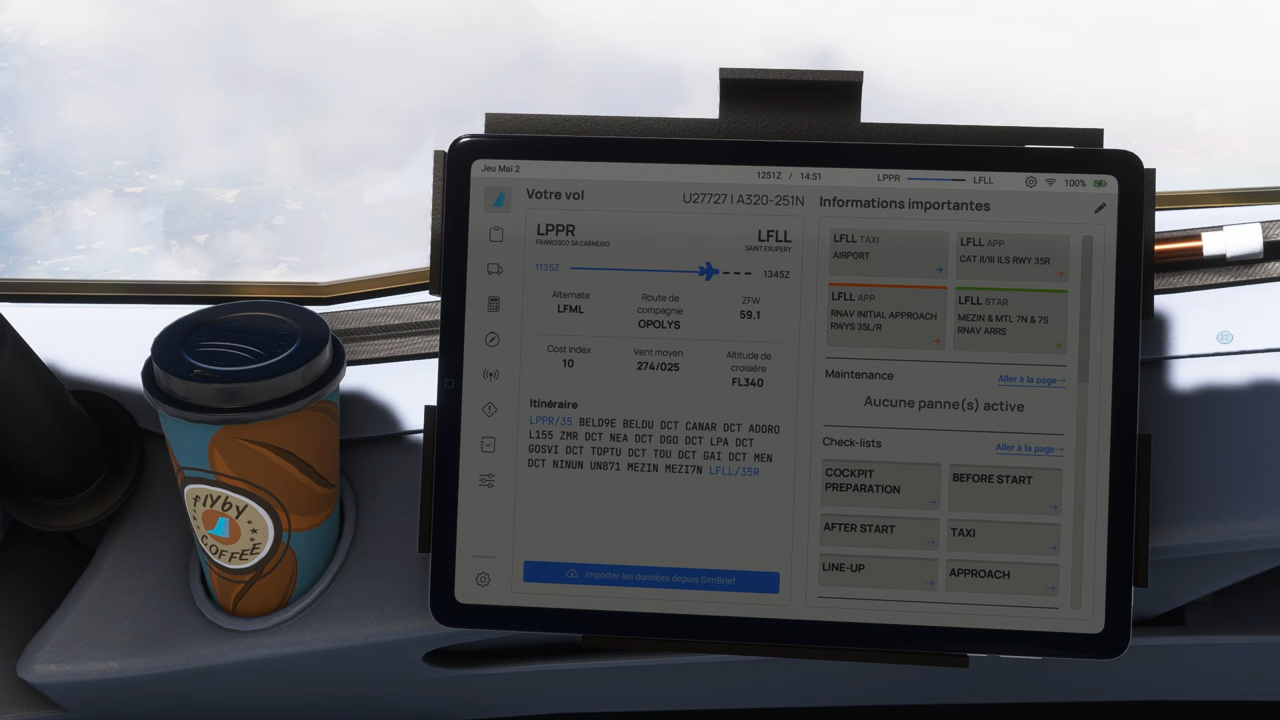 Jeu Mai 2
1251Z / 14:51
LPPR
LFLL
100%
Votre vol
U27727 | A320-251N
LPPR
FRANCISCO SA CARNEIRO
LFLL
SAINT EXUPERY
1135Z
1345Z
Alternate
LFML
Route de
compagnie
OPOLYS
ZFW
59.1
Cost Index
10
Vent moyen
274/025
Altitude de
croisière
FL340
Itinéraire
LPPR/35 BELD9E BELDU DCT CANAR DCT ADORO
L155 ZMR DCT NEA DCT DGO DCT LPA DCT
GOSVI DCT TOPTU DCT TOU DCT GAI DCT MEN
DCT NINUN UN871 MEZIN MEZI7N LFLL/35R
Importer les données depuis SimBrief
Informations importantes
LFLL TAXI
AIRPORT
LFLL APP
CAT II/III ILS RWY 35R
LFLL APP
RNAV INITIAL APPROACH
RWYS 35L/R
LFLL STAR
MEZIN & MTL 7N & 7S
RNAV ARRS
Maintenance
Aller à la page
Aucune panne(s) active
Check-lists
Aller à la page
COCKPIT
PREPARATION
BEFORE START
AFTER START
TAXI
LINE-UP
APPROACH
flyby
COFFEE